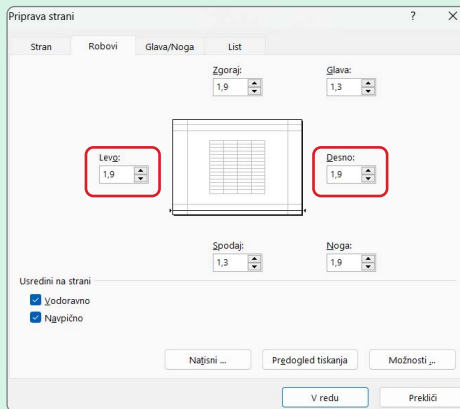 Priprava strani ? ✕
Stran Robovi Glava/Noga List
Zgoraj: Glava:
1,9 1,3
Levo: Desno:
1,9 1,9
Spodaj: Noga:
1,3 1,9
Usredini na strani
Vodoravno
Navpično
Natisni ... Predogled tiskanja Možnosti ...
V redu Prekliči